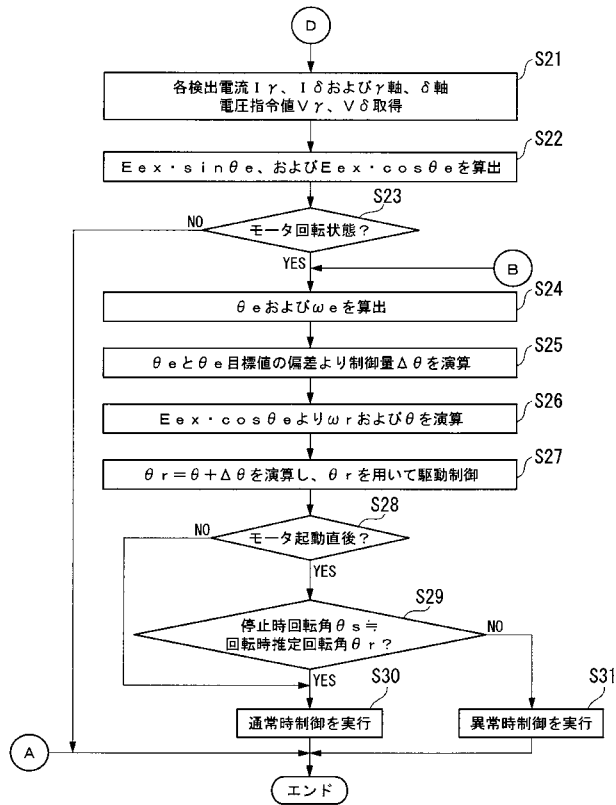 D
S21
各検出電流Iγ、Iδおよびγ軸、δ軸
電圧指令値Vγ、Vδ取得
S22
Eex・sinθe、およびEex・cosθeを算出
S23
モータ回転状態?
NO
YES
B
S24
θeおよびωeを算出
S25
θeとθe目標値の偏差より制御量Δθを演算
S26
Eex・cosθeよりωrおよびθを演算
S27
θr=θ+Δθを演算し、θrを用いて駆動制御
S28
モータ起動直後?
NO
YES
S29
停止時回転角θs≒
回転時推定回転角θr?
NO
YES
S30
通常時制御を実行
S31
異常時制御を実行
A
エンド